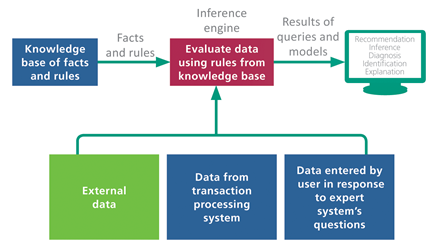 Inference
engine
Facts
and rules
Results of
queries and
models
Knowledge
base of facts
and rules
Evaluate data
using rules from
knowledge base
Recommendation
Inference
Diagnosis
Identification
Explanation
External
data
Data from
transaction
processing
system
Data entered by
user in response
to expert
system's
questions